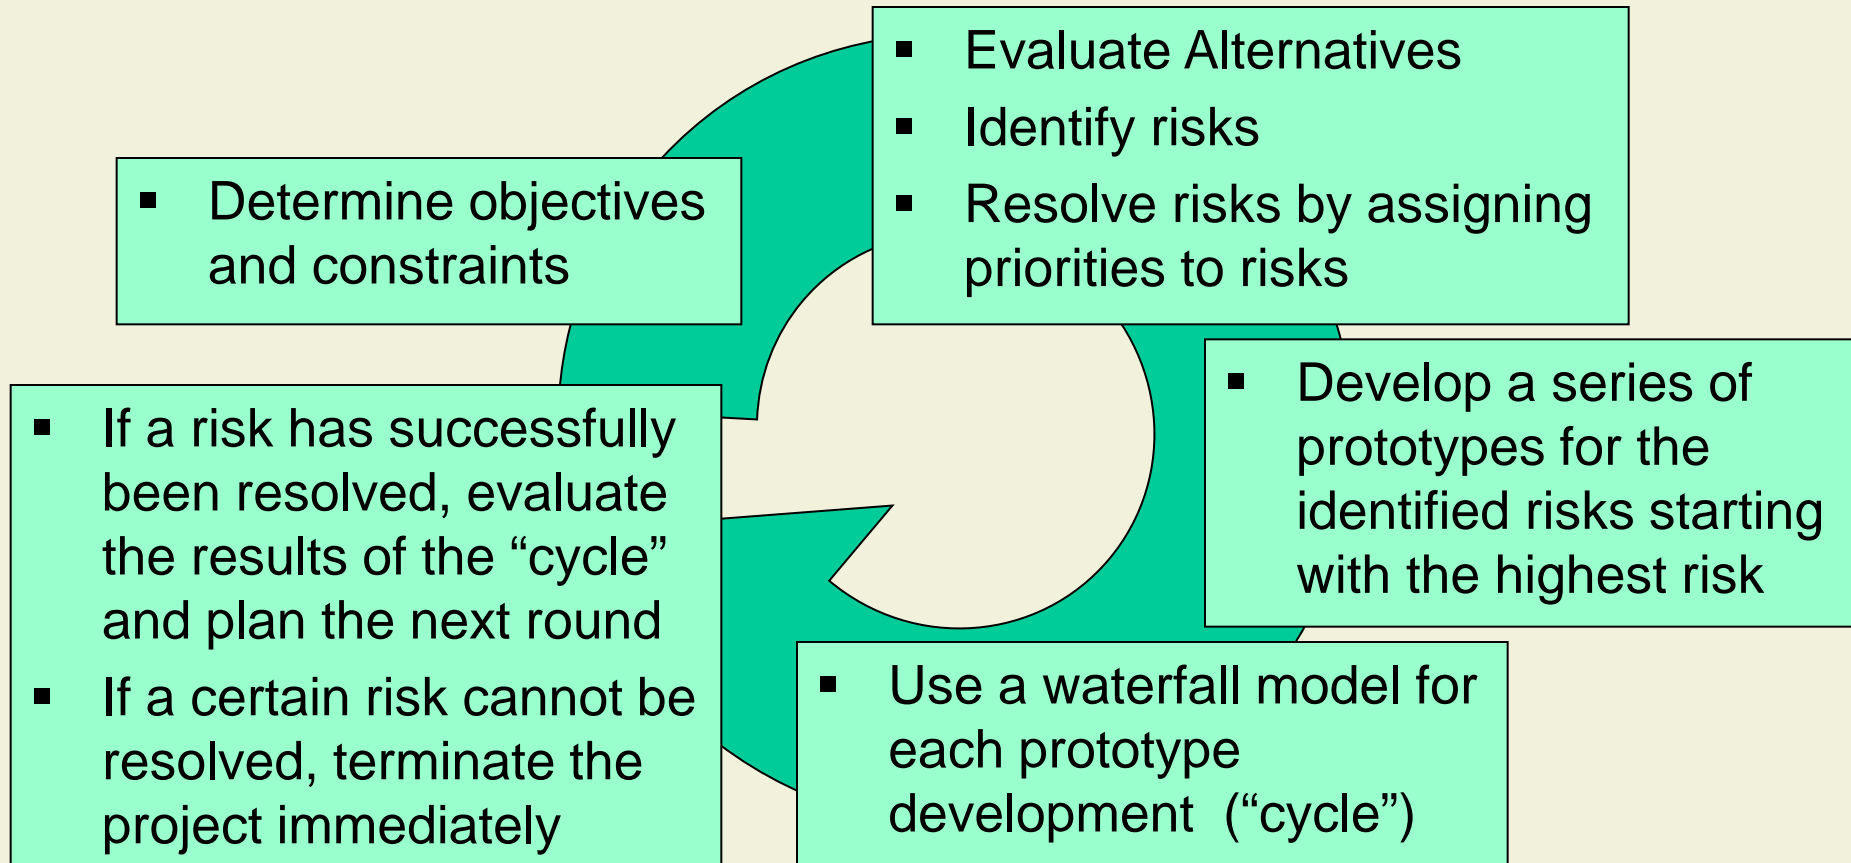 ▪ Determine objectives
and constraints
▪ Evaluate Alternatives
▪ Identify risks
▪ Resolve risks by assigning
priorities to risks
▪ Develop a series of
prototypes for the
identified risks starting
with the highest risk
▪ Use a waterfall model for
each prototype
development (“cycle”)
▪ If a risk has successfully
been resolved, evaluate
the results of the “cycle”
and plan the next round
▪ If a certain risk cannot be
resolved, terminate the
project immediately